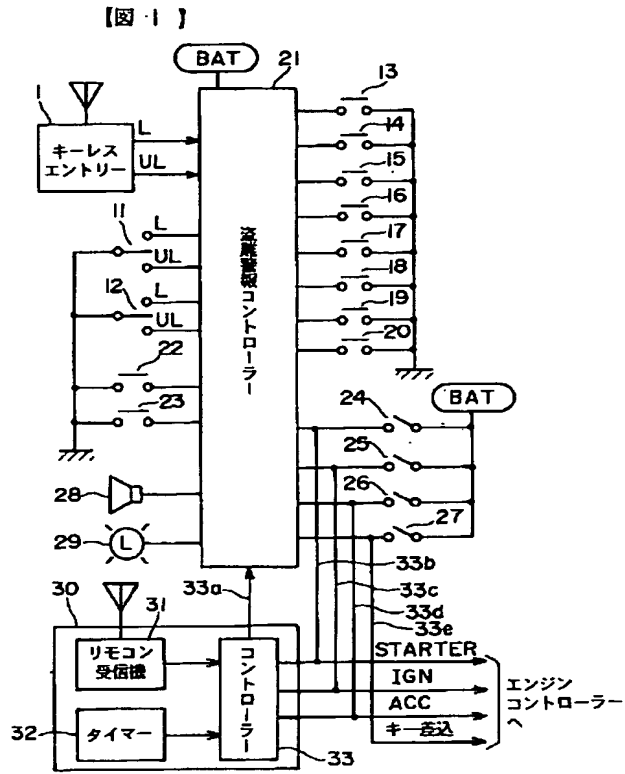 【図 1】
BAT
21
13
1
L
キーレス
エントリー
UL
14
15
16
11
L
UL
17
12
L
UL
18
19
20
22
23
盗難警報コントローラー
BAT
24
25
26
27
28
29
L
33a
33b
33c
33d
33e
30
31
リモコン
受信機
コントローラー
32
タイマー
33
STARTER
IGN
ACC
キー差込
エンジン
コントローラー
へ